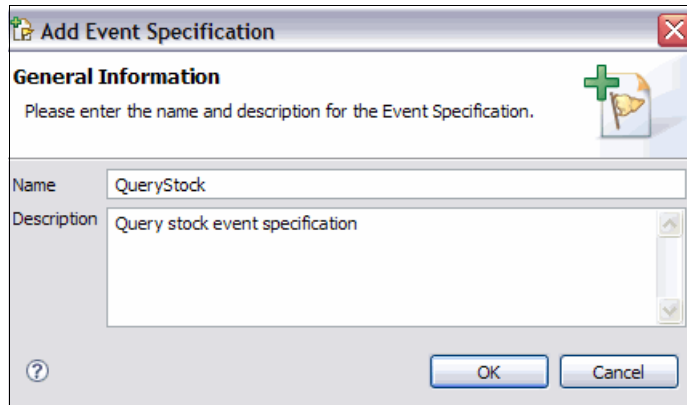 Add Event Specification
General Information
Please enter the name and description for the Event Specification.
Name QueryStock
Description Query stock event specification
?
OK Cancel